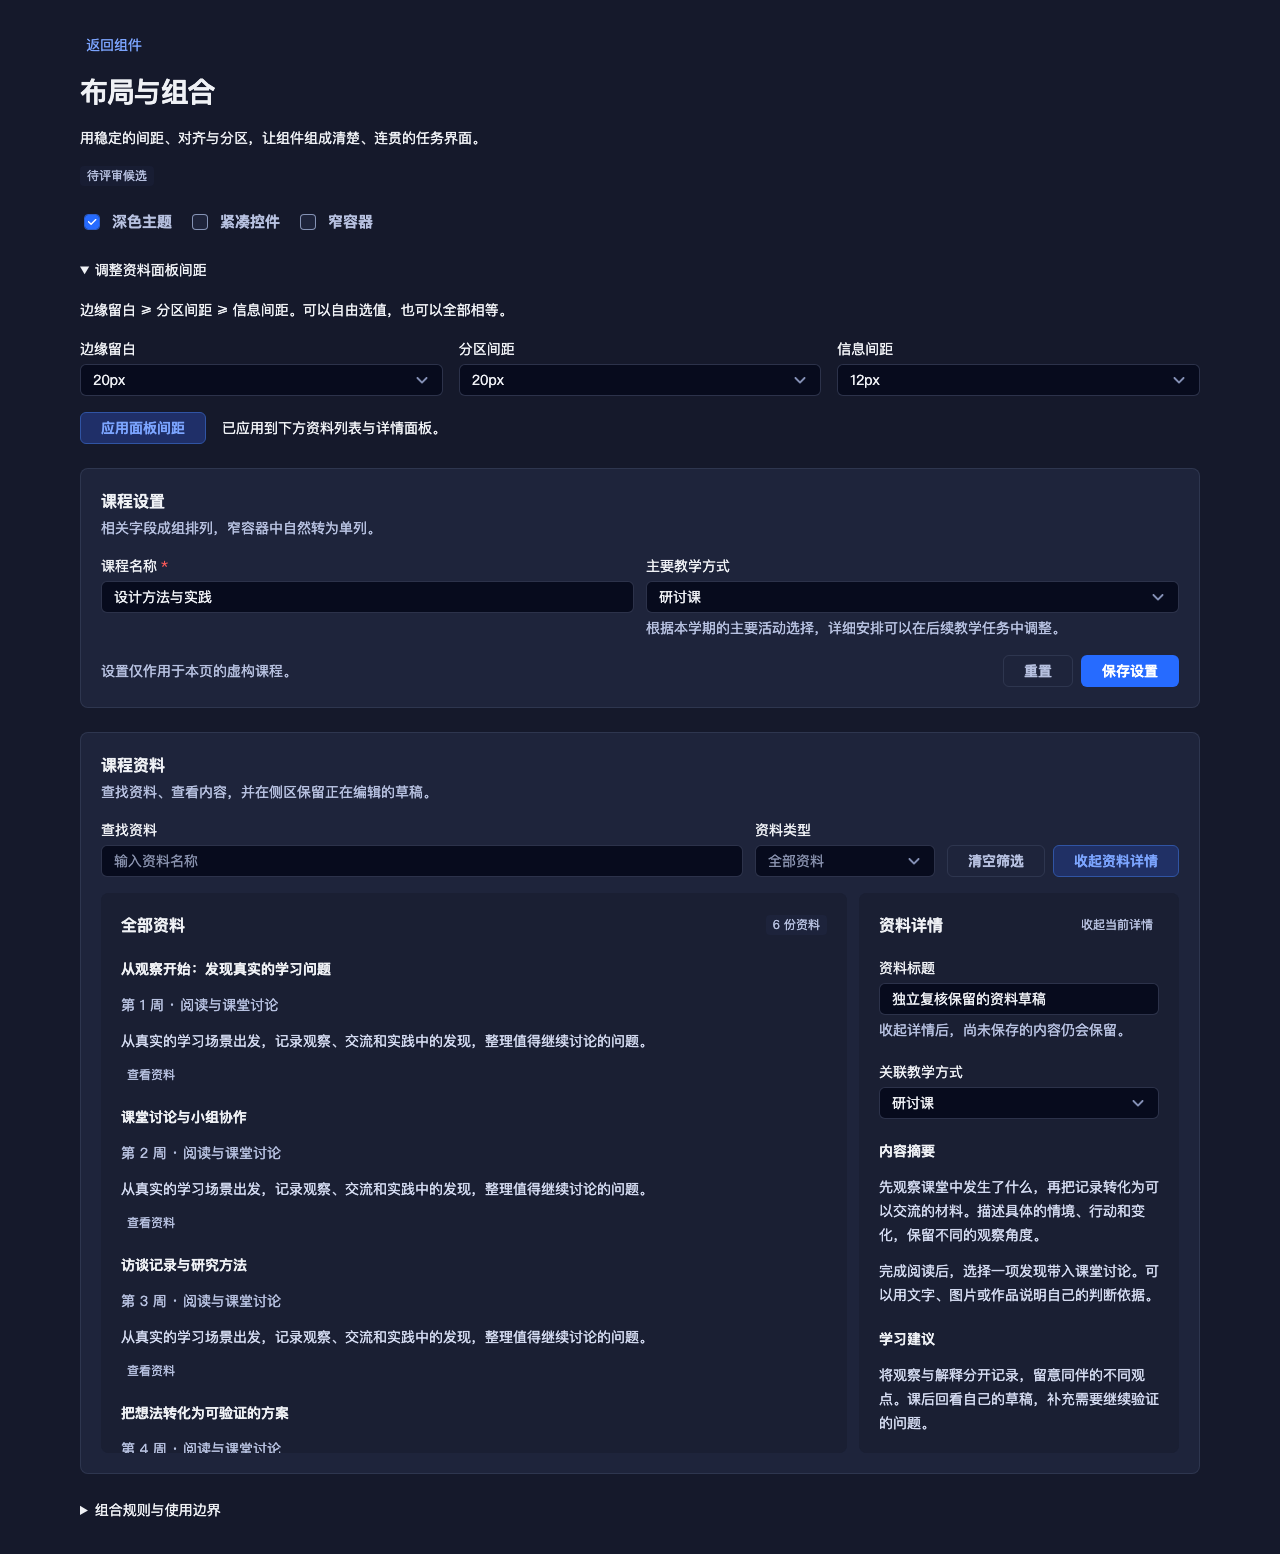 返回组件
布局与组合
用稳定的间距、对齐与分区，让组件组成清楚、连贯的任务界面。
待评审候选
深色主题 紧凑控件 窄容器
▼ 调整资料面板间距
边缘留白 ⩾ 分区间距 ⩾ 信息间距。可以自由选值，也可以全部相等。
边缘留白 分区间距 信息间距
20px 20px 12px
应用面板间距 已应用到下方资料列表与详情面板。
课程设置
相关字段成组排列，窄容器中自然转为单列。
课程名称 * 主要教学方式
设计方法与实践 研讨课
根据本学期的主要活动选择，详细安排可以在后续教学任务中调整。
设置仅作用于本页的虚构课程。 重置 保存设置
课程资料
查找资料、查看内容，并在侧区保留正在编辑的草稿。
查找资料 资料类型
输入资料名称 全部资料 清空筛选 收起资料详情
全部资料 6 份资料
从观察开始：发现真实的学习问题
第 1 周 · 阅读与课堂讨论
从真实的学习场景出发，记录观察、交流和实践中的发现，整理值得继续讨论的问题。
查看资料
课堂讨论与小组协作
第 2 周 · 阅读与课堂讨论
从真实的学习场景出发，记录观察、交流和实践中的发现，整理值得继续讨论的问题。
查看资料
访谈记录与研究方法
第 3 周 · 阅读与课堂讨论
从真实的学习场景出发，记录观察、交流和实践中的发现，整理值得继续讨论的问题。
查看资料
把想法转化为可验证的方案
第 4 周 · 阅读与课堂讨论
资料详情 收起当前详情
资料标题
独立复核保留的资料草稿
收起详情后，尚未保存的内容仍会保留。
关联教学方式
研讨课
内容摘要
先观察课堂中发生了什么，再把记录转化为可
以交流的材料。描述具体的情境、行动和变
化，保留不同的观察角度。
完成阅读后，选择一项发现带入课堂讨论。可
以用文字、图片或作品说明自己的判断依据。
学习建议
将观察与解释分开记录，留意同伴的不同观
点。课后回看自己的草稿，补充需要继续验证
的问题。
▶ 组合规则与使用边界